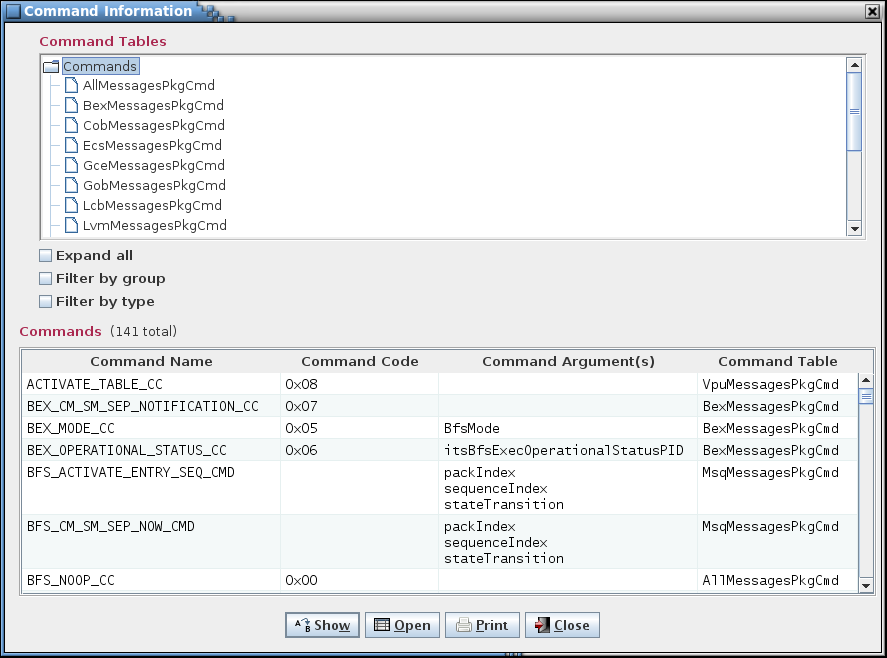 Command Information
Command Tables
Commands
AllMessagesPkgCmd
BexMessagesPkgCmd
CobMessagesPkgCmd
EcsMessagesPkgCmd
GceMessagesPkgCmd
GobMessagesPkgCmd
LcbMessagesPkgCmd
LvmMessagesPkgCmd
Expand all
Filter by group
Filter by type
Commands (141 total)
Command Name Command Code Command Argument(s) Command Table
ACTIVATE_TABLE_CC 0x08 VpuMessagesPkgCmd
BEX_CM_SM_SEP_NOTIFICATION_CC 0x07 BexMessagesPkgCmd
BEX_MODE_CC 0x05 BfsMode BexMessagesPkgCmd
BEX_OPERATIONAL_STATUS_CC 0x06 itsBfsExecOperationalStatusPID BexMessagesPkgCmd
BFS_ACTIVATE_ENTRY_SEQ_CMD packIndex MsqMessagesPkgCmd
sequenceIndex
stateTransition
BFS_CM_SM_SEP_NOW_CMD packIndex MsqMessagesPkgCmd
sequenceIndex
stateTransition
BFS_NOOP_CC 0x00 AllMessagesPkgCmd
Show Open Print Close